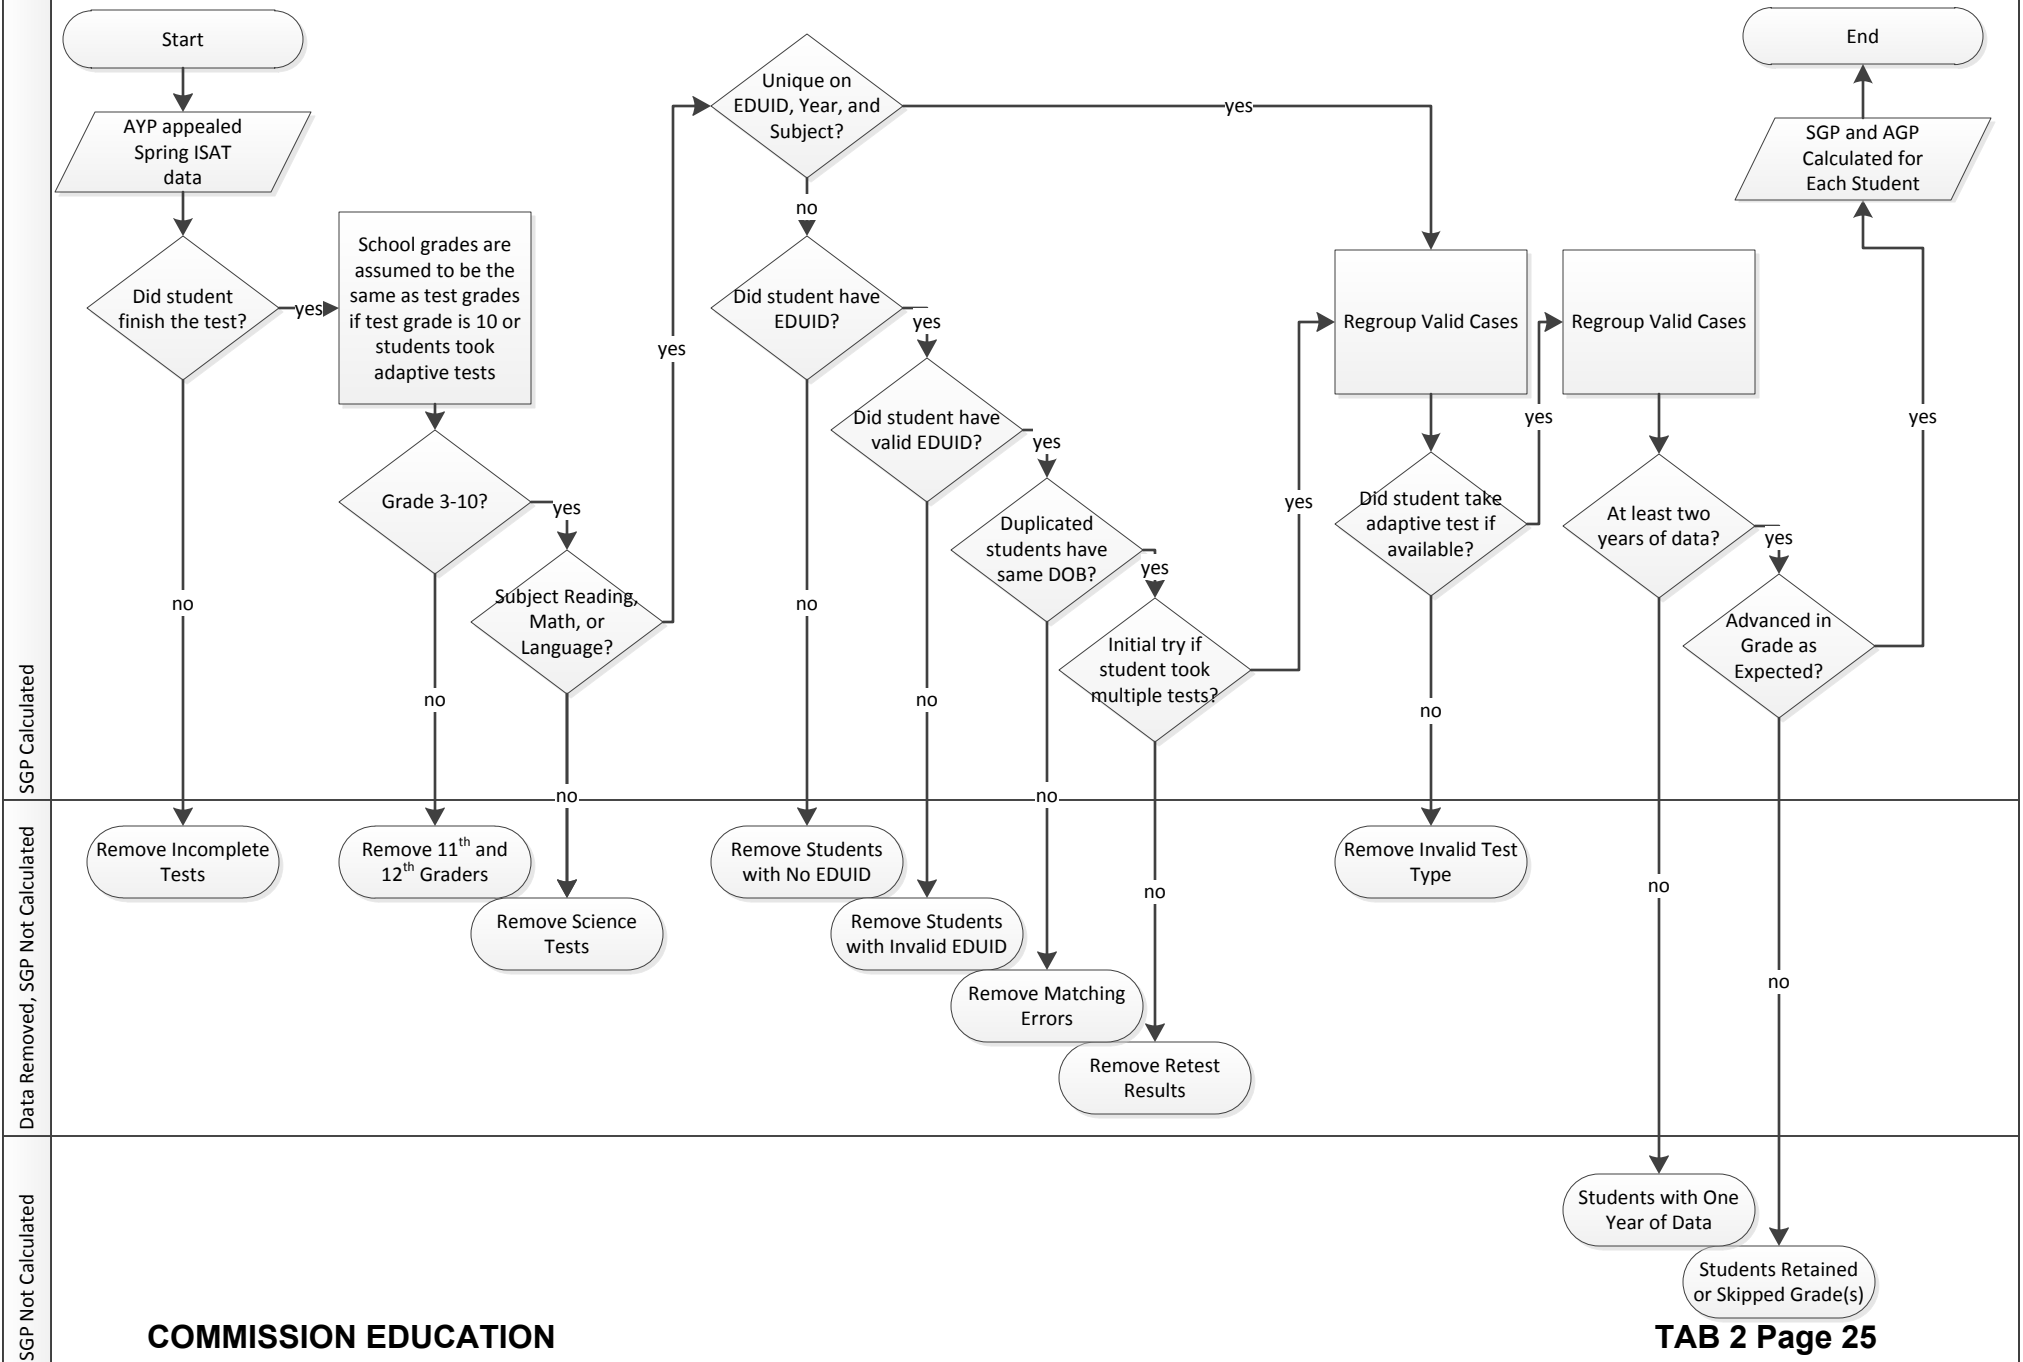 Start
AYP appealed
Spring ISAT
data
Did student
finish the test?
yes
no
School grades are
assumed to be the
same as test grades
if test grade is 10 or
students took
adaptive tests
Grade 3-10?
yes
no
Subject Reading,
Math, or
Language?
yes
no
Unique on
EDUID, Year, and
Subject?
yes
no
Did student have
EDUID?
yes
no
Did student have
valid EDUID?
yes
no
Duplicated
students have
same DOB?
yes
no
Initial try if
student took
multiple tests?
yes
no
Regroup Valid Cases
Did student take
adaptive test if
available?
yes
no
Regroup Valid Cases
At least two
years of data?
yes
no
Advanced in
Grade as
Expected?
yes
no
SGP and AGP
Calculated for
Each Student
End
SGP Calculated
Remove Incomplete
Tests
Remove 11th and
12th Graders
Remove Science
Tests
Remove Students
with No EDUID
Remove Students
with Invalid EDUID
Remove Matching
Errors
Remove Retest
Results
Remove Invalid Test
Type
Data Removed, SGP Not Calculated
Students with One
Year of Data
Students Retained
or Skipped Grade(s)
SGP Not Calculated
COMMISSION EDUCATION
TAB 2 Page 25